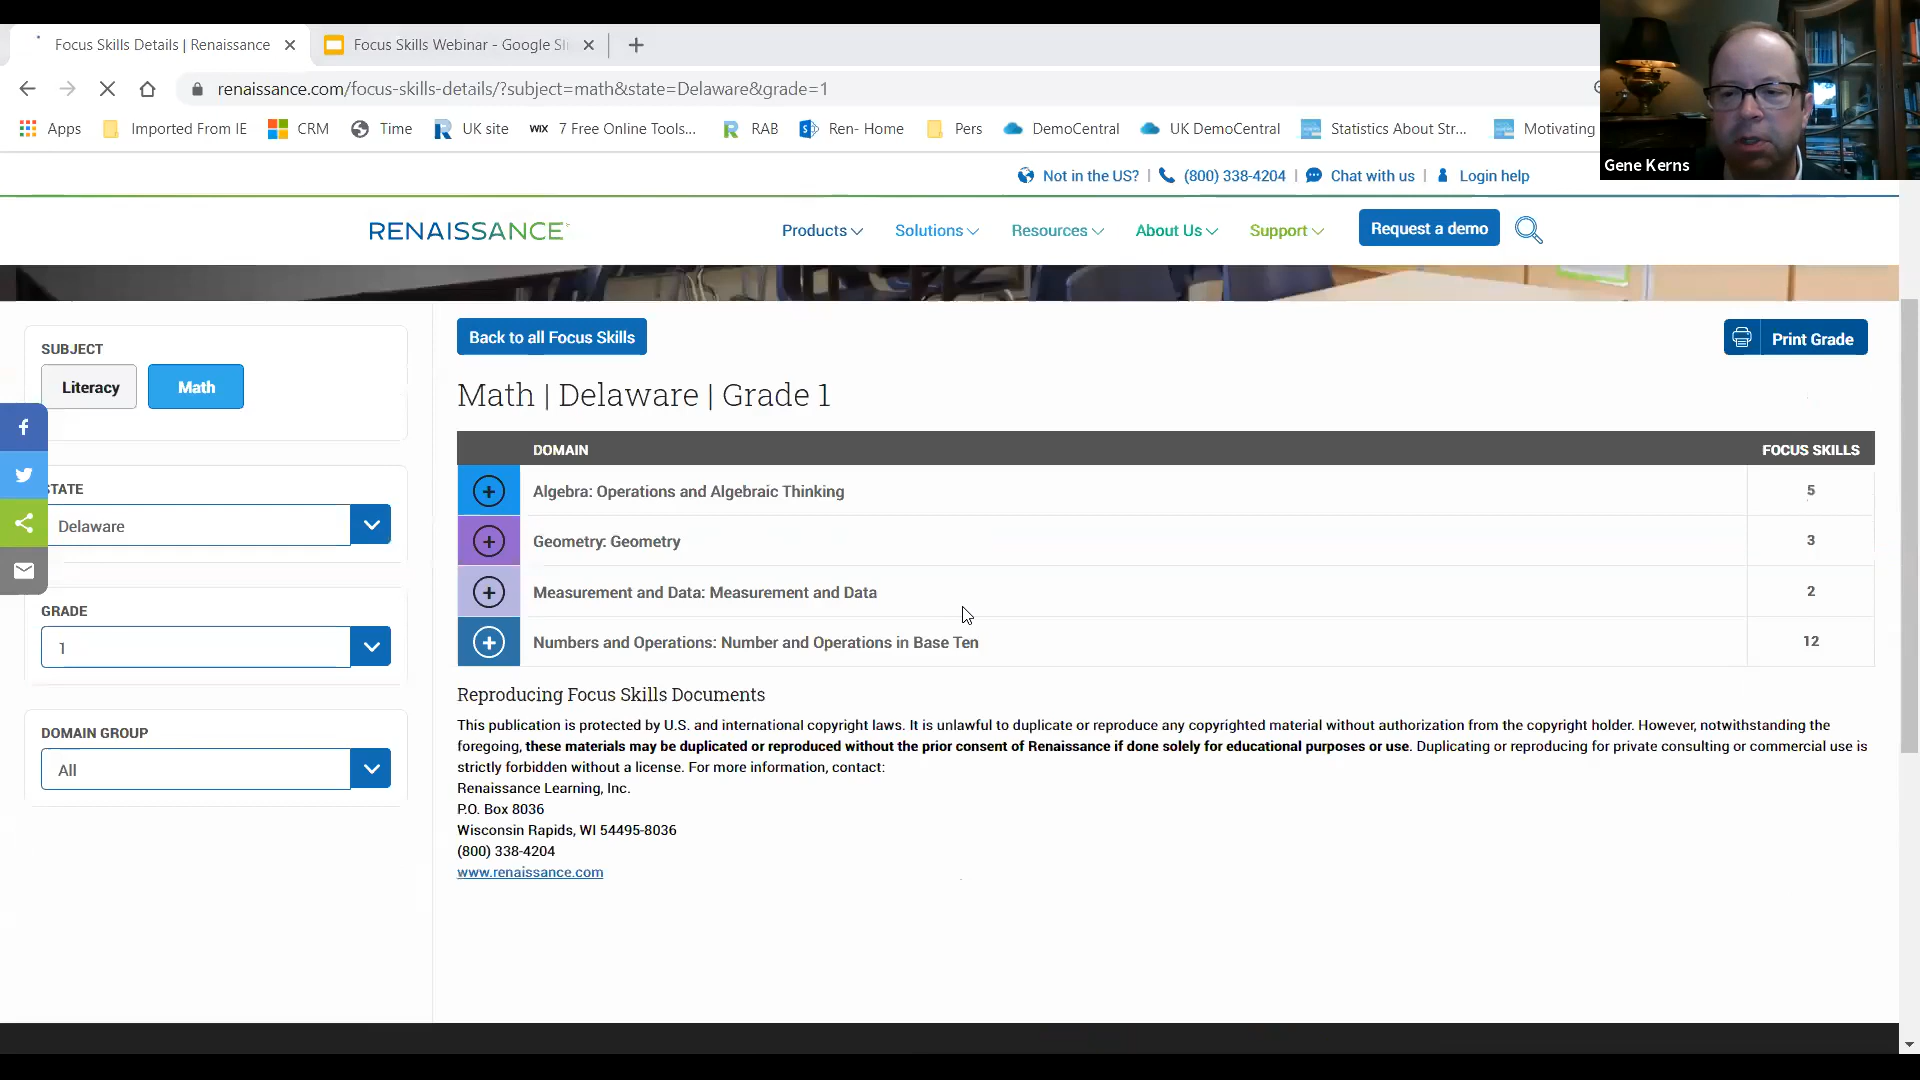 Focus Skills Details | Renaissance
Focus Skills Webinar - Google Sli
renaissance.com/focus-skills-details/?subject=math&state=Delaware&grade=1
Apps
Imported From IE
CRM
Time
UK site
WIX 7 Free Online Tools...
RAB
Ren- Home
Pers
DemoCentral
UK DemoCentral
Statistics About Str...
Motivating
Gene Kerns
Not in the US? | (800) 338-4204 | Chat with us | Login help
RENAISSANCE
Products
Solutions
Resources
About Us
Support
Request a demo
SUBJECT
Literacy
Math
STATE
Delaware
GRADE
1
DOMAIN GROUP
All
Back to all Focus Skills
Print Grade
Math | Delaware | Grade 1
DOMAIN FOCUS SKILLS
Algebra: Operations and Algebraic Thinking 5
Geometry: Geometry 3
Measurement and Data: Measurement and Data 2
Numbers and Operations: Number and Operations in Base Ten 12
Reproducing Focus Skills Documents
This publication is protected by U.S. and international copyright laws. It is unlawful to duplicate or reproduce any copyrighted material without authorization from the copyright holder. However, notwithstanding the
foregoing, these materials may be duplicated or reproduced without the prior consent of Renaissance if done solely for educational purposes or use. Duplicating or reproducing for private consulting or commercial use is
strictly forbidden without a license. For more information, contact:
Renaissance Learning, Inc.
P.O. Box 8036
Wisconsin Rapids, WI 54495-8036
(800) 338-4204
www.renaissance.com